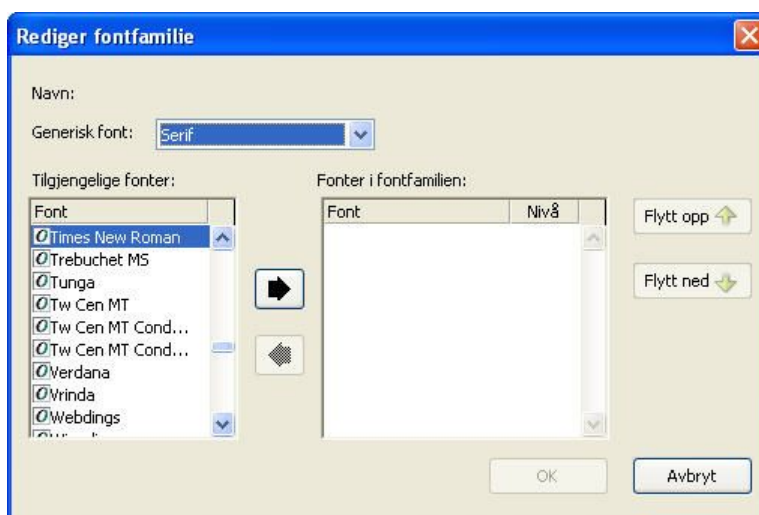 Rediger fontfamilie
Navn:
Generisk font: Serif
Tilgjengelige fonter:
Font
Times New Roman
Trebuchet MS
Tunga
Tw Cen MT
Tw Cen MT Cond...
Tw Cen MT Cond...
Verdana
Vrinda
Webdings
Fonter i fontfamilien:
Font Nivå
Flytt opp
Flytt ned
OK Avbryt